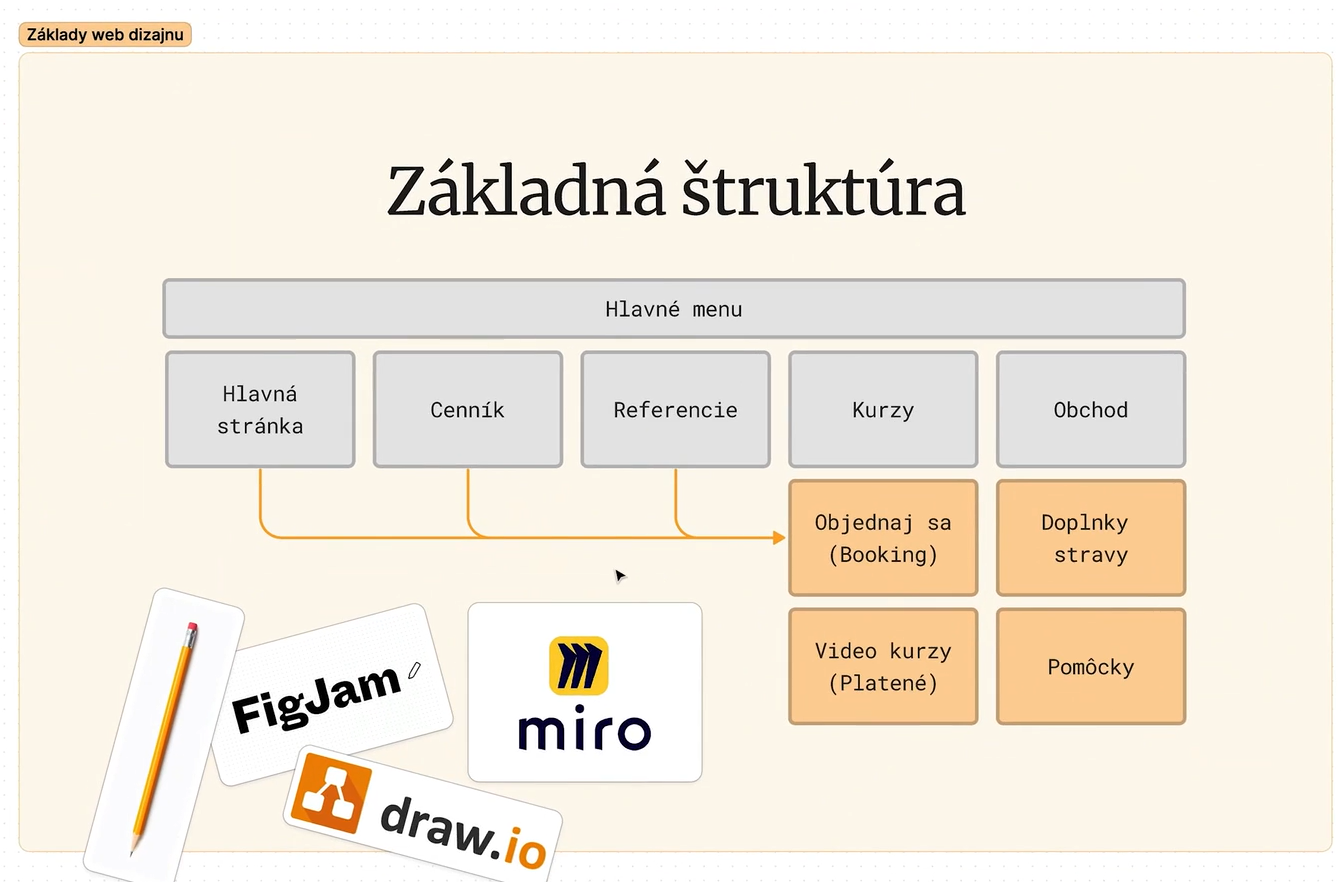 Základy web dizajnu
Základná štruktúra
Hlavné menu
Hlavná
stránka
Cenník
Referencie
Kurzy
Obchod
Objednaj sa
(Booking)
Doplnky
stravy
Video kurzy
(Platené)
Pomôcky
FigJam
miro
draw.io